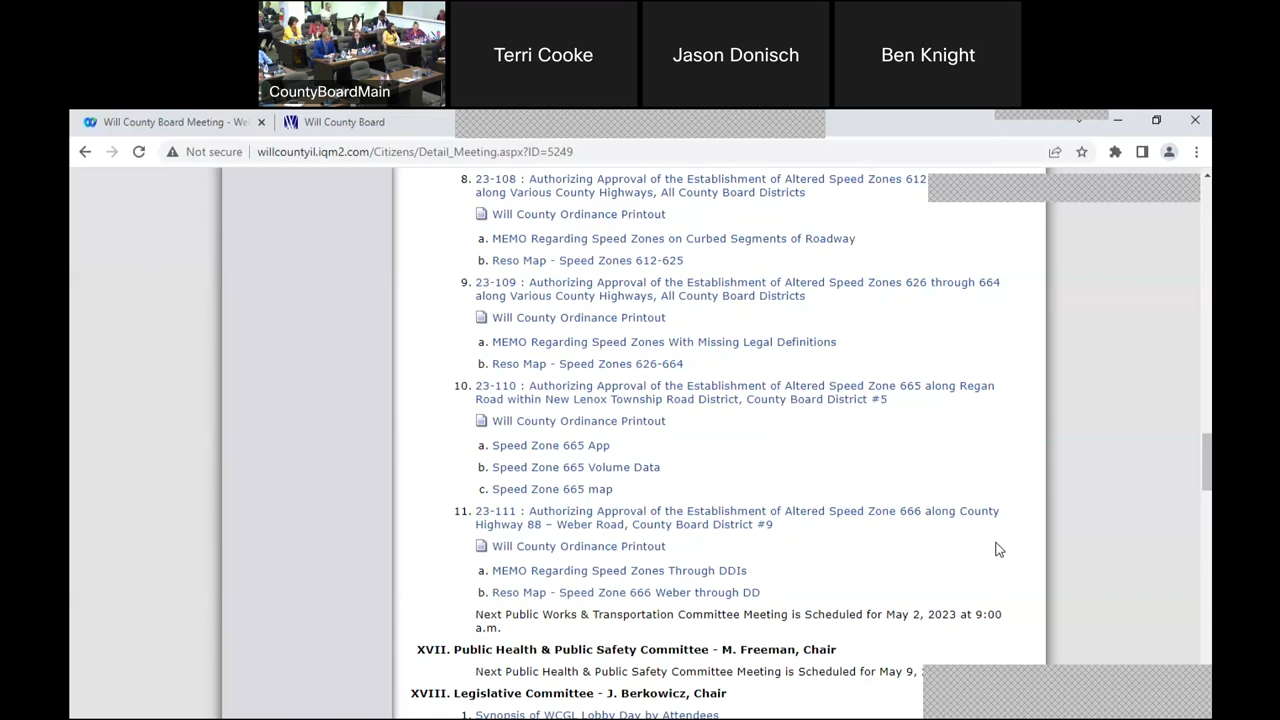 CountyBoardMain
Terri Cooke
Jason Donisch
Ben Knight
Will County Board Meeting - We
Will County Board
Not secure
willcountyil.iqm2.com/Citizens/Detail_Meeting.aspx?ID=5249
8. 23-108 : Authorizing Approval of the Establishment of Altered Speed Zones 612
along Various County Highways, All County Board Districts
Will County Ordinance Printout
a. MEMO Regarding Speed Zones on Curbed Segments of Roadway
b. Reso Map - Speed Zones 612-625
9. 23-109 : Authorizing Approval of the Establishment of Altered Speed Zones 626 through 664
along Various County Highways, All County Board Districts
Will County Ordinance Printout
a. MEMO Regarding Speed Zones With Missing Legal Definitions
b. Reso Map - Speed Zones 626-664
10. 23-110 : Authorizing Approval of the Establishment of Altered Speed Zone 665 along Regan
Road within New Lenox Township Road District, County Board District #5
Will County Ordinance Printout
a. Speed Zone 665 App
b. Speed Zone 665 Volume Data
c. Speed Zone 665 map
11. 23-111 : Authorizing Approval of the Establishment of Altered Speed Zone 666 along County
Highway 88 – Weber Road, County Board District #9
Will County Ordinance Printout
a. MEMO Regarding Speed Zones Through DDIs
b. Reso Map - Speed Zone 666 Weber through DD
Next Public Works & Transportation Committee Meeting is Scheduled for May 2, 2023 at 9:00
a.m.
XVII. Public Health & Public Safety Committee - M. Freeman, Chair
Next Public Health & Public Safety Committee Meeting is Scheduled for May 9,
XVIII. Legislative Committee - J. Berkowicz, Chair
1. Synopsis of WCGL Lobby Day by Attendees